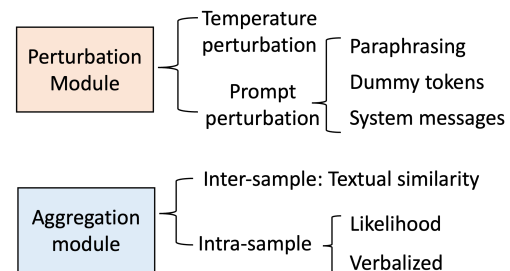 Temperature
perturbation
Perturbation
Module
Paraphrasing
Dummy tokens
System messages
Prompt
perturbation
Inter-sample: Textual similarity
Aggregation
module
Intra-sample
Likelihood
Verbalized